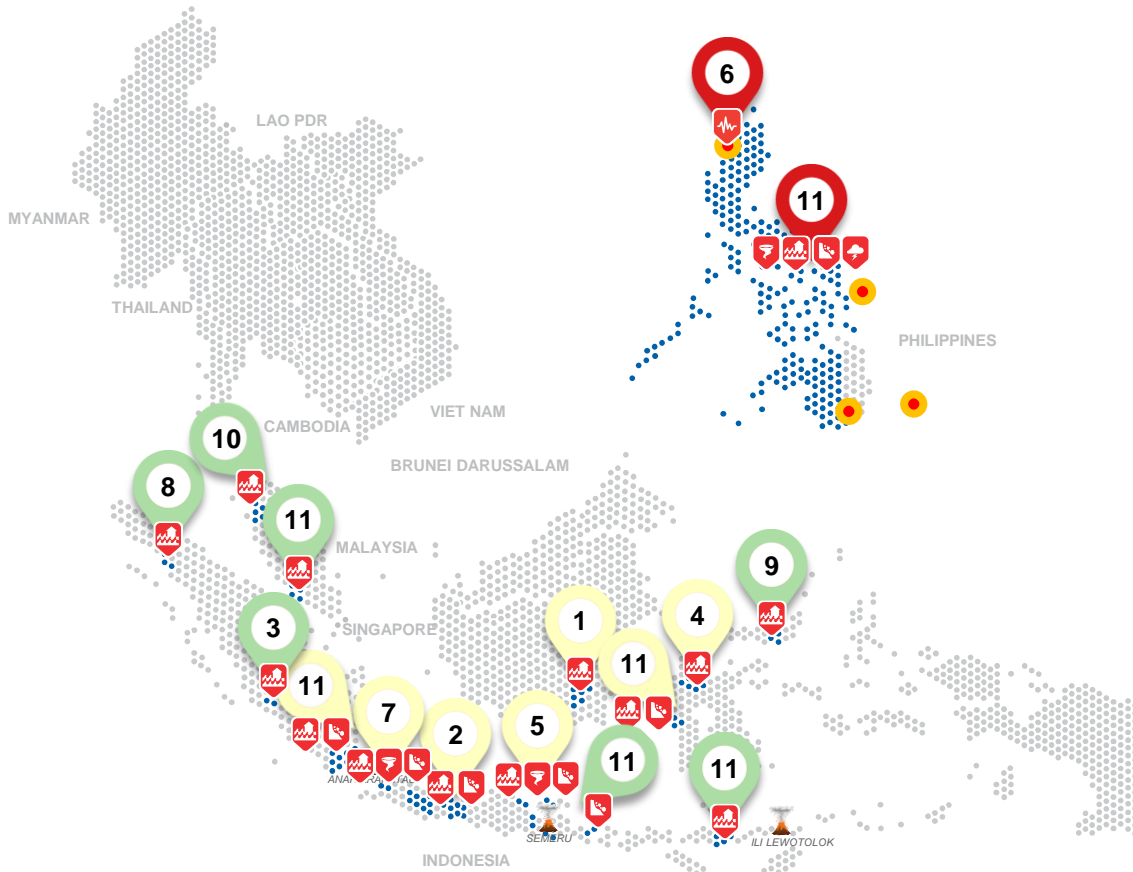 6
LAO PDR
11
MYANMAR
THAILAND
PHILIPPINES
VIET NAM
CAMBODIA
10
BRUNEI DARUSSALAM
8
11
MALAYSIA
9
4
1
3
SINGAPORE
11
11
7
5
2
11
11
SEMERU
ILI LEWOTOLOK
INDONESIA